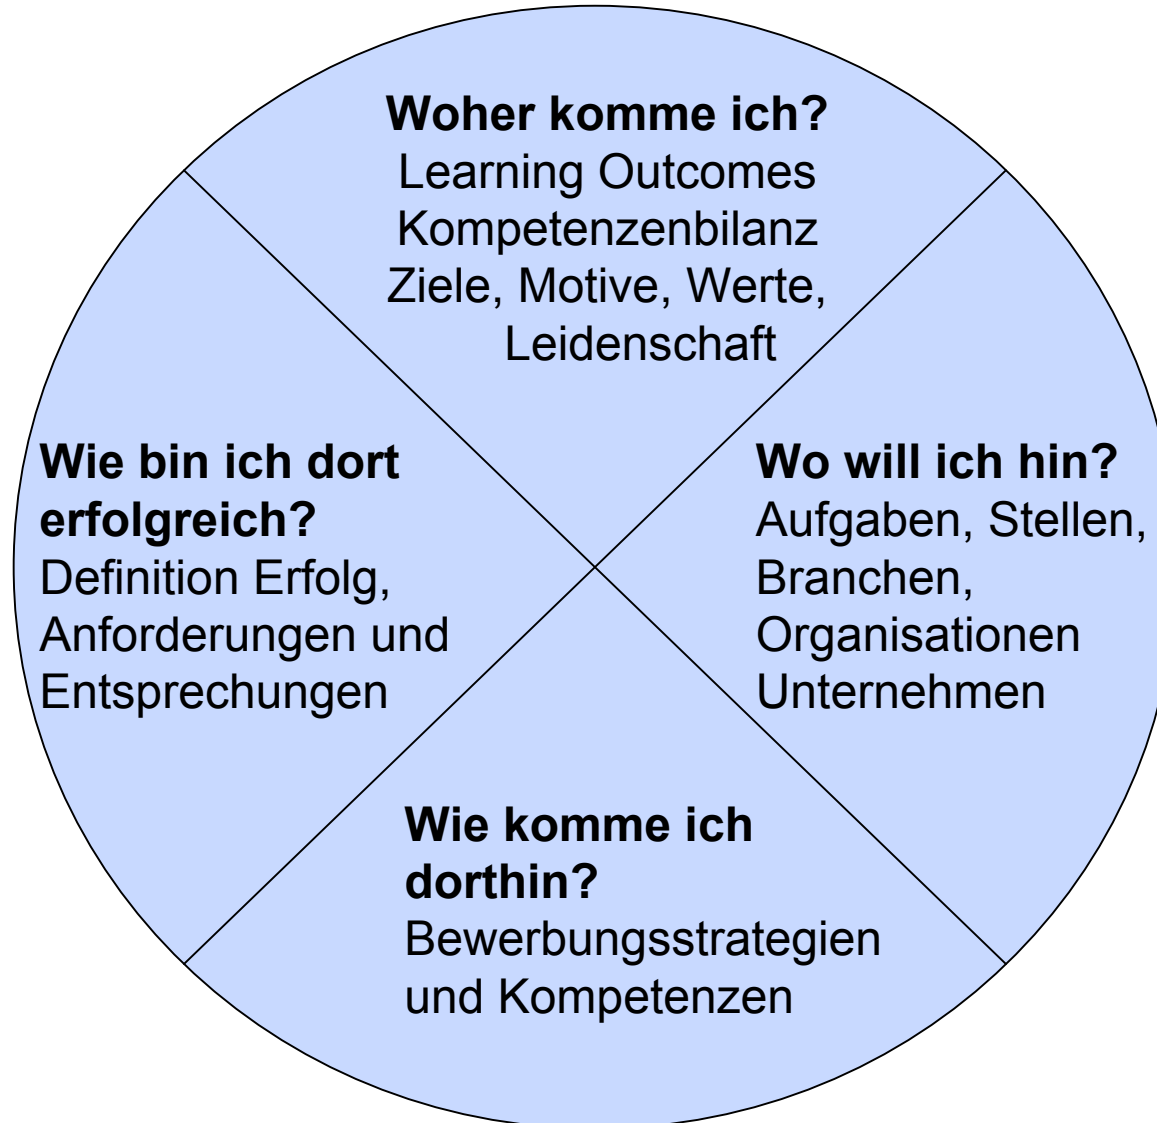 Woher komme ich?
Learning Outcomes
Kompetenzenbilanz
Ziele, Motive, Werte,
Leidenschaft
Wo will ich hin?
Aufgaben, Stellen,
Branchen,
Organisationen
Unternehmen
Wie komme ich
dorthin?
Bewerbungsstrategien
und Kompetenzen
Wie bin ich dort
erfolgreich?
Definition Erfolg,
Anforderungen und
Entsprechungen